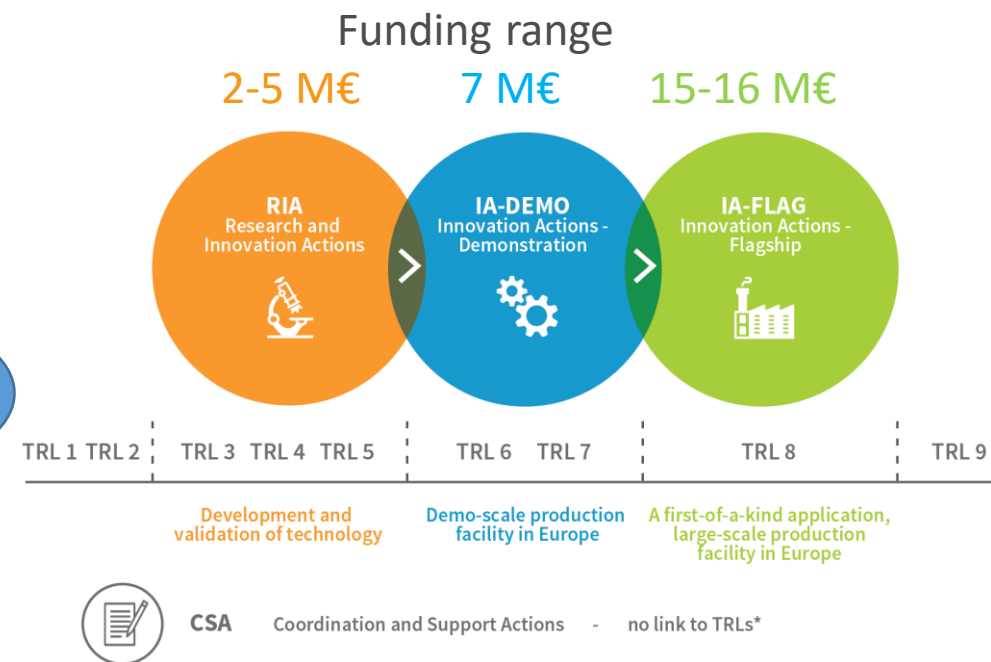 Funding range
2-5 M€ 7 M€ 15-16 M€
RIA
Research and
Innovation Actions
IA-DEMO
Innovation Actions -
Demonstration
IA-FLAG
Innovation Actions -
Flagship
TRL 1 TRL 2 TRL 3 TRL 4 TRL 5 TRL 6 TRL 7 TRL 8 TRL 9
Development and
validation of technology
Demo-scale production
facility in Europe
A first-of-a-kind application,
large-scale production
facility in Europe
CSA Coordination and Support Actions - no link to TRLs*